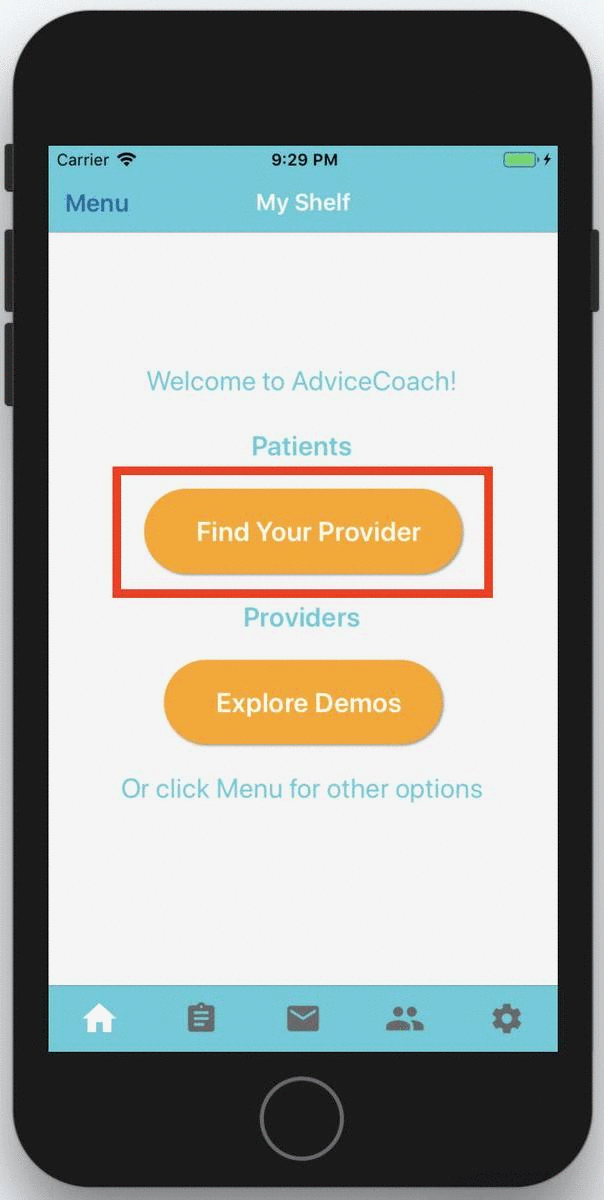 Carrier 9:29 PM
Menu My Shelf
Welcome to AdviceCoach!
Patients
Find Your Provider
Providers
Explore Demos
Or click Menu for other options